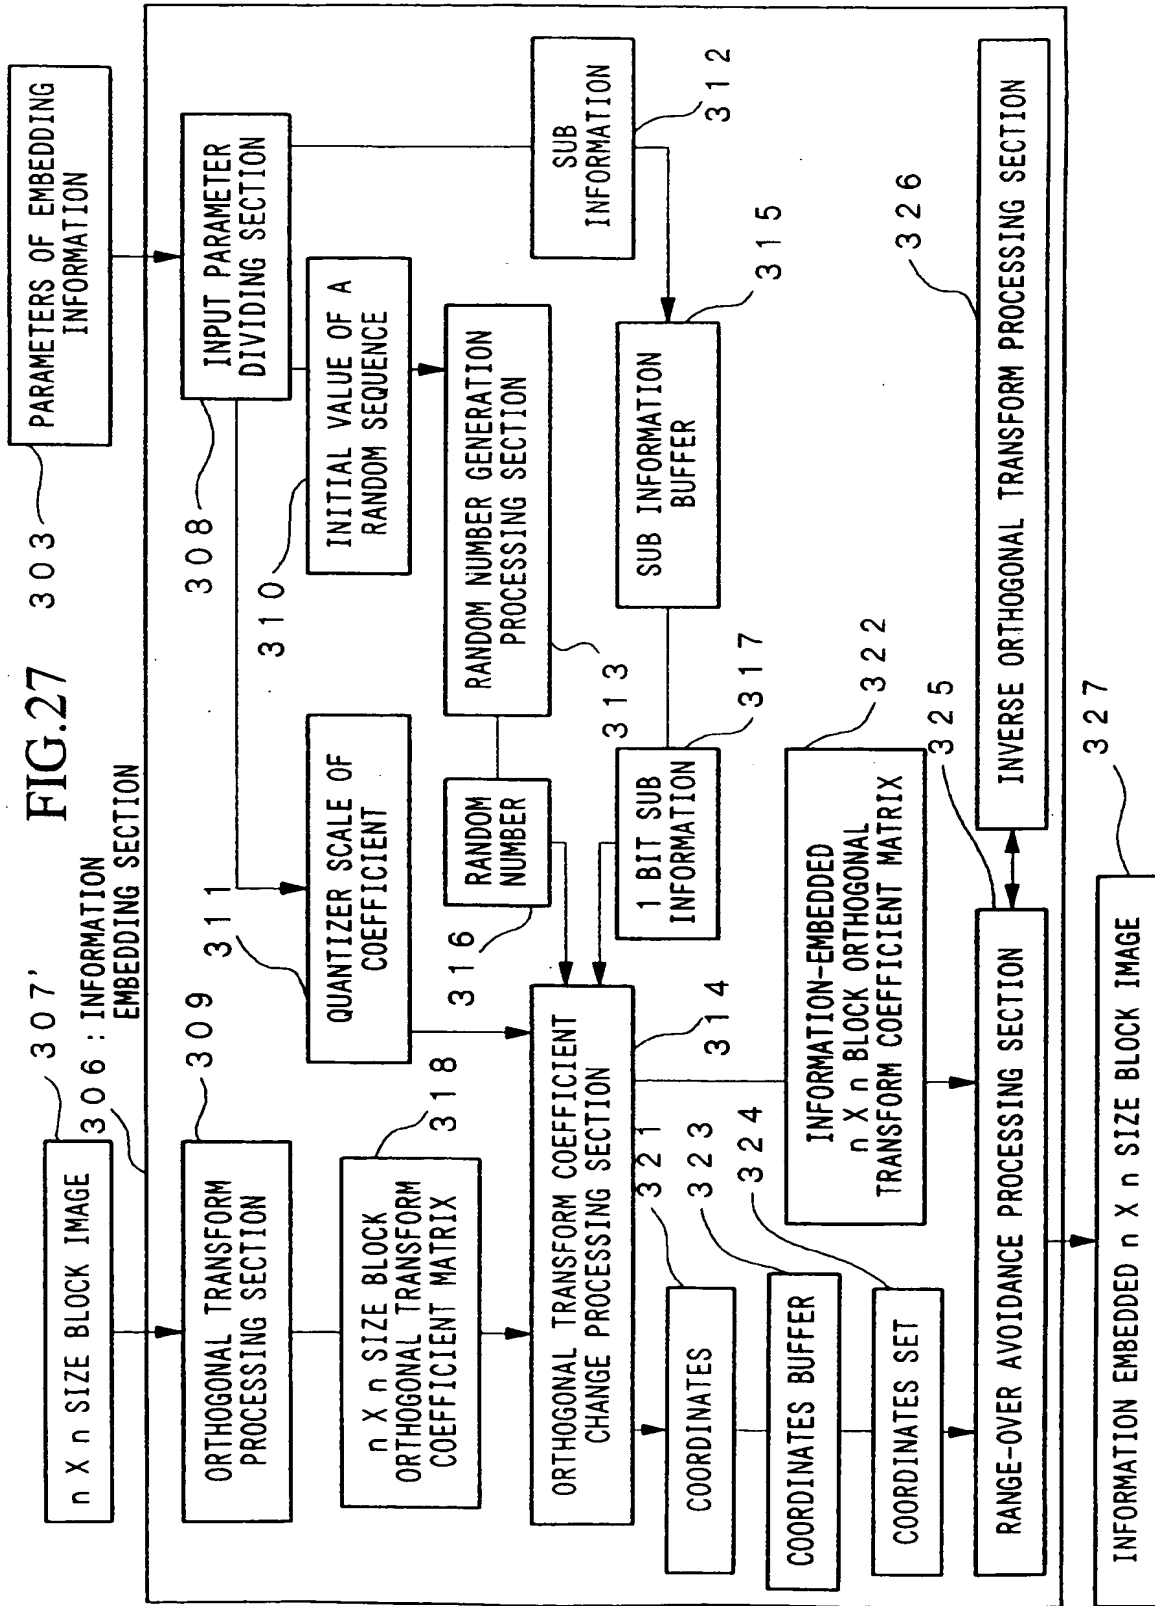 FIG.27
n X n SIZE BLOCK IMAGE
307'
306 : INFORMATION
EMBEDDING SECTION
303
PARAMETERS OF EMBEDDING
INFORMATION
ORTHOGONAL TRANSFORM
PROCESSING SECTION
309
308
INPUT PARAMETER
DIVIDING SECTION
n X n SIZE BLOCK
ORTHOGONAL TRANSFORM
COEFFICIENT MATRIX
318
311
QUANTIZER SCALE OF
COEFFICIENT
310
INITIAL VALUE OF A
RANDOM SEQUENCE
316
RANDOM
NUMBER
RANDOM NUMBER GENERATION
PROCESSING SECTION
313
SUB
INFORMATION
312
ORTHOGONAL TRANSFORM COEFFICIENT
CHANGE PROCESSING SECTION
314
1 BIT SUB
INFORMATION
317
SUB INFORMATION
BUFFER
315
COORDINATES
321
COORDINATES BUFFER
323
COORDINATES SET
324
INFORMATION-EMBEDDED
n X n BLOCK ORTHOGONAL
TRANSFORM COEFFICIENT MATRIX
322
RANGE-OVER AVOIDANCE PROCESSING SECTION
325
INVERSE ORTHOGONAL TRANSFORM PROCESSING SECTION
326
INFORMATION EMBEDDED n X n SIZE BLOCK IMAGE
327